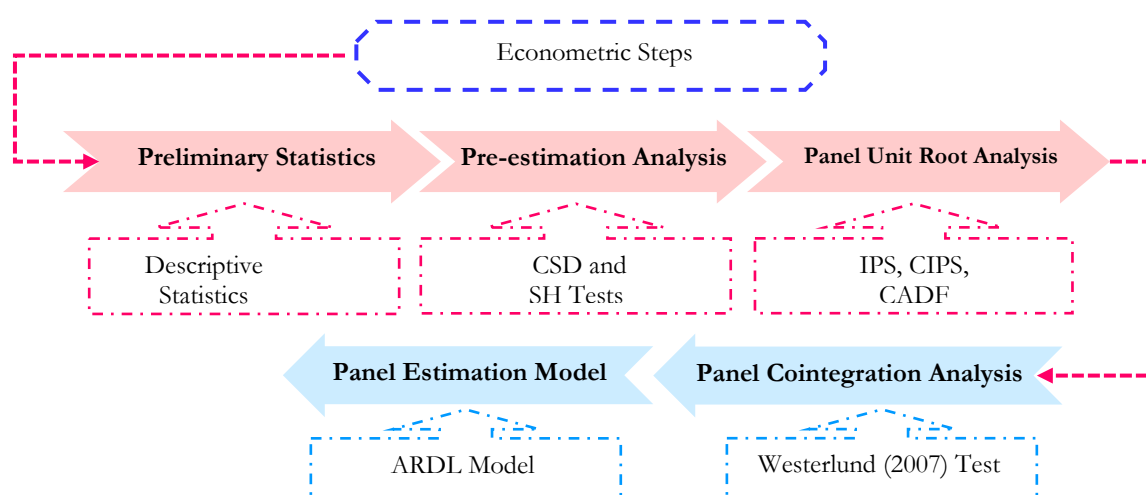 Econometric Steps
Preliminary Statistics
Pre-estimation Analysis
Panel Unit Root Analysis
Descriptive
Statistics
CSD and
SH Tests
IPS, CIPS,
CADF
Panel Estimation Model
Panel Cointegration Analysis
ARDL Model
Westerlund (2007) Test